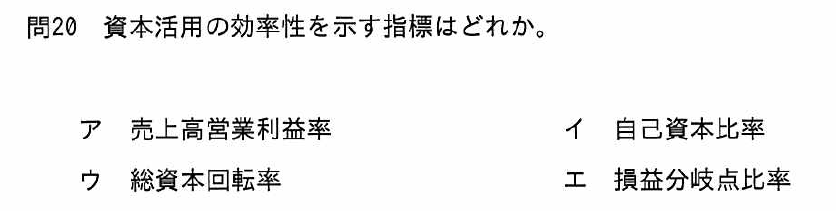 問20 資本活用の効率性を示す指標はどれか。
ア 売上高営業利益率 イ 自己資本比率
ウ 総資本回転率 エ 損益分岐点比率